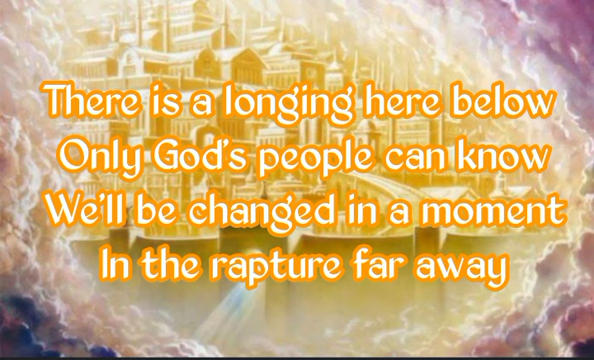 There is a longing here below
Only God's people can know
We'll be changed in a moment
In the rapture far away